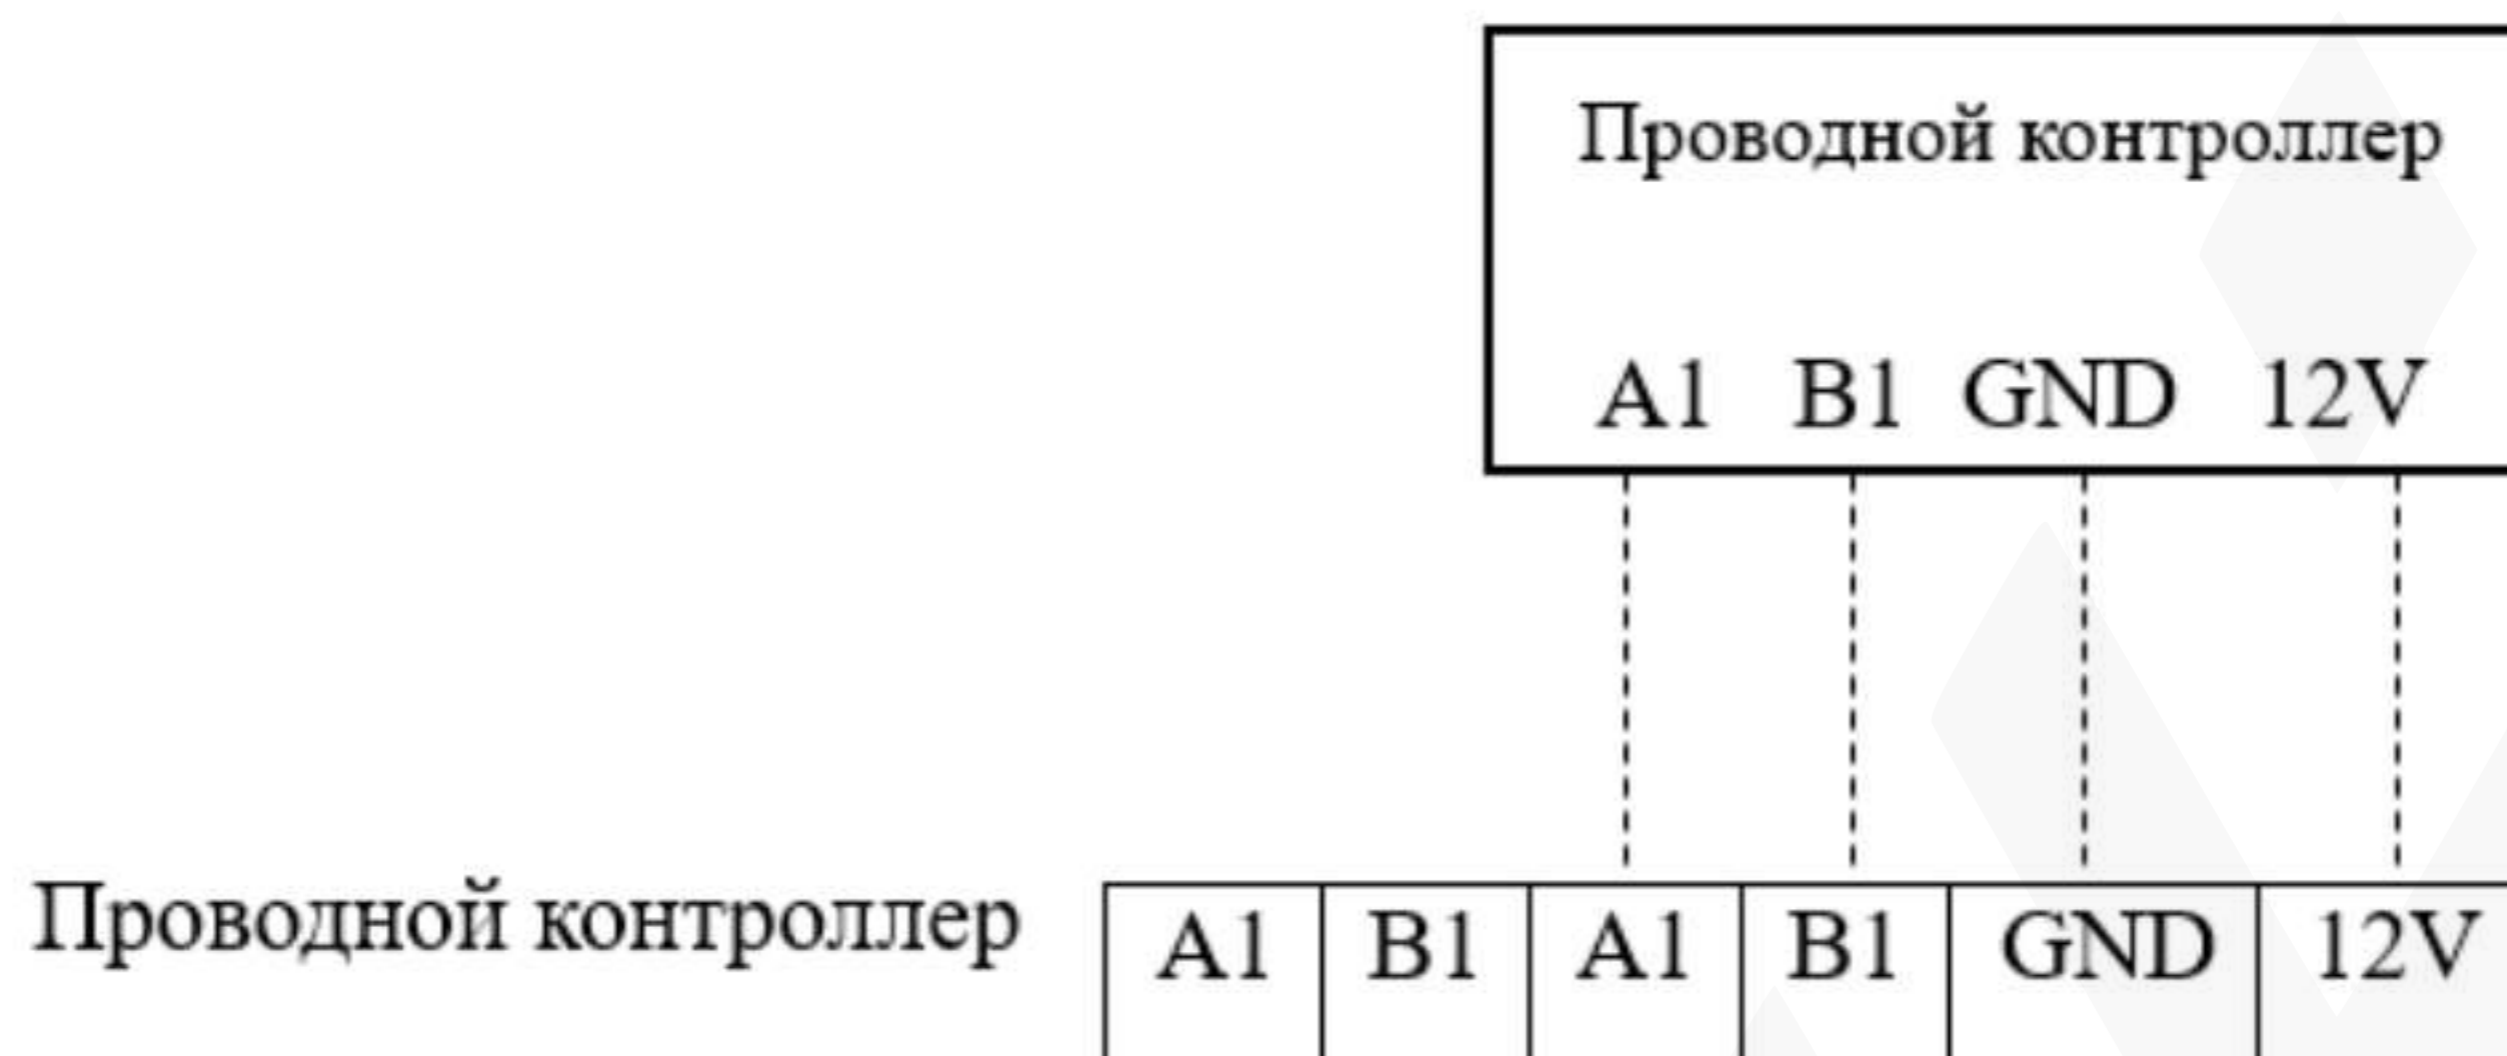 Проводной контроллер
A1 B1 GND 12V
Проводной контроллер A1 B1 A1 B1 GND 12V